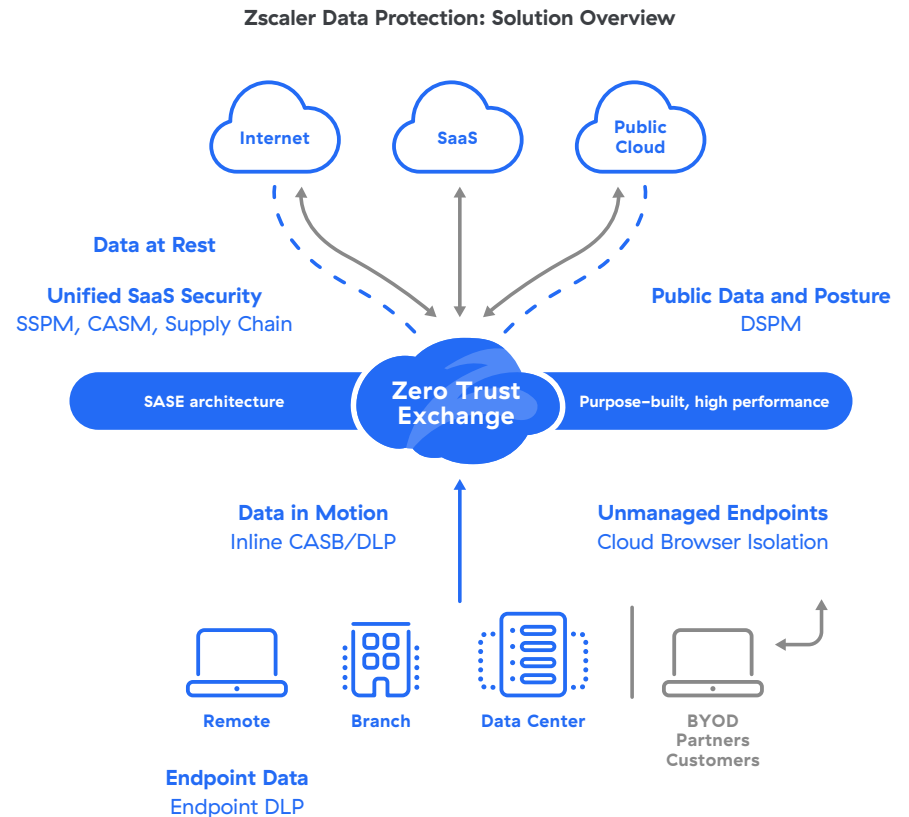 Zscaler Data Protection: Solution Overview
Internet
SaaS
Public
Cloud
Data at Rest
Unified SaaS Security
SSPM, CASM, Supply Chain
Public Data and Posture
DSPM
SASE architecture
Zero Trust
Exchange
Purpose-built, high performance
Data in Motion
Inline CASB/DLP
Unmanaged Endpoints
Cloud Browser Isolation
Remote
Branch
Data Center
BYOD
Partners
Customers
Endpoint Data
Endpoint DLP